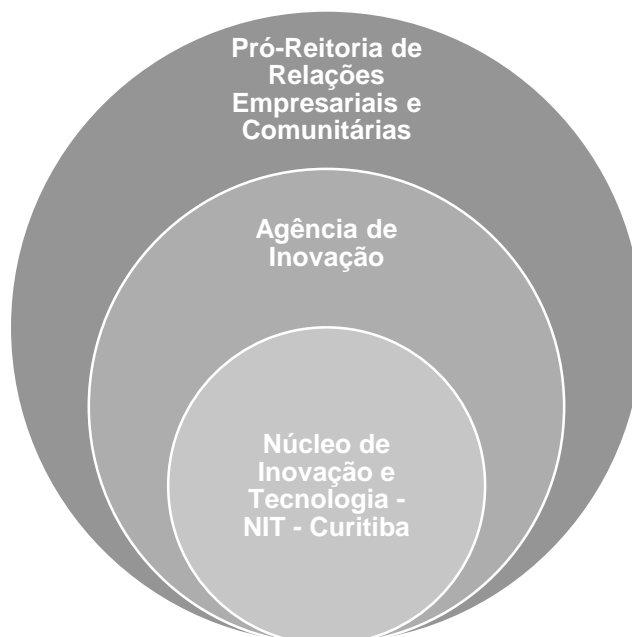 Pró-Reitoria de
Relações
Empresariais e
Comunitárias
Agência de
Inovação
Núcleo de
Inovação e
Tecnologia -
NIT - Curitiba